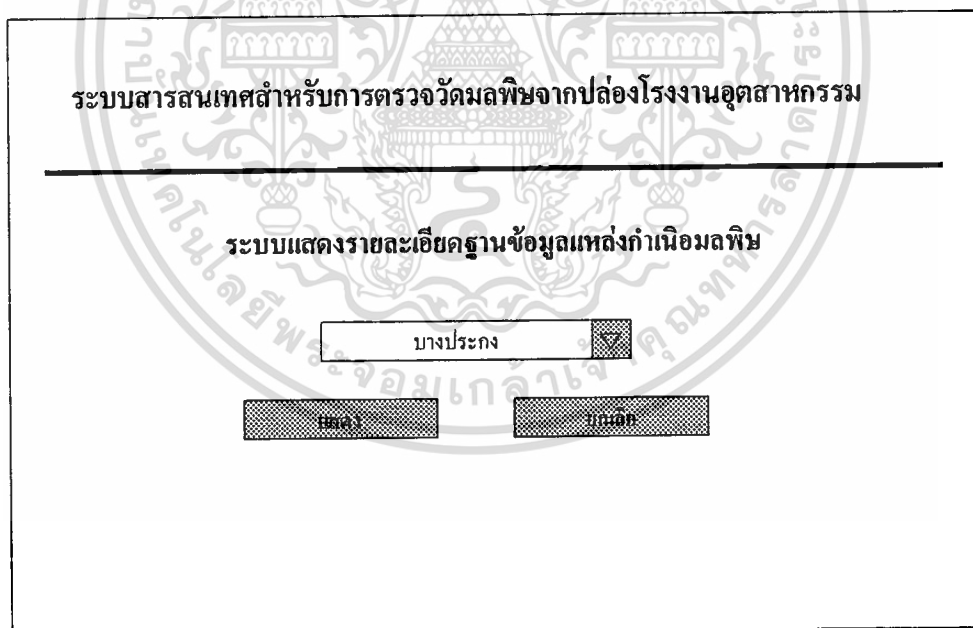 ระบบสารสนเทศสำหรับการตรวจวัดมลพิษจากปล่องโรงงานอุตสาหกรรม
ระบบแสดงรายละเอียดฐานข้อมูลแหล่งกำเนิอมลพิษ
บางประกง
แสดง
ยกเลิก